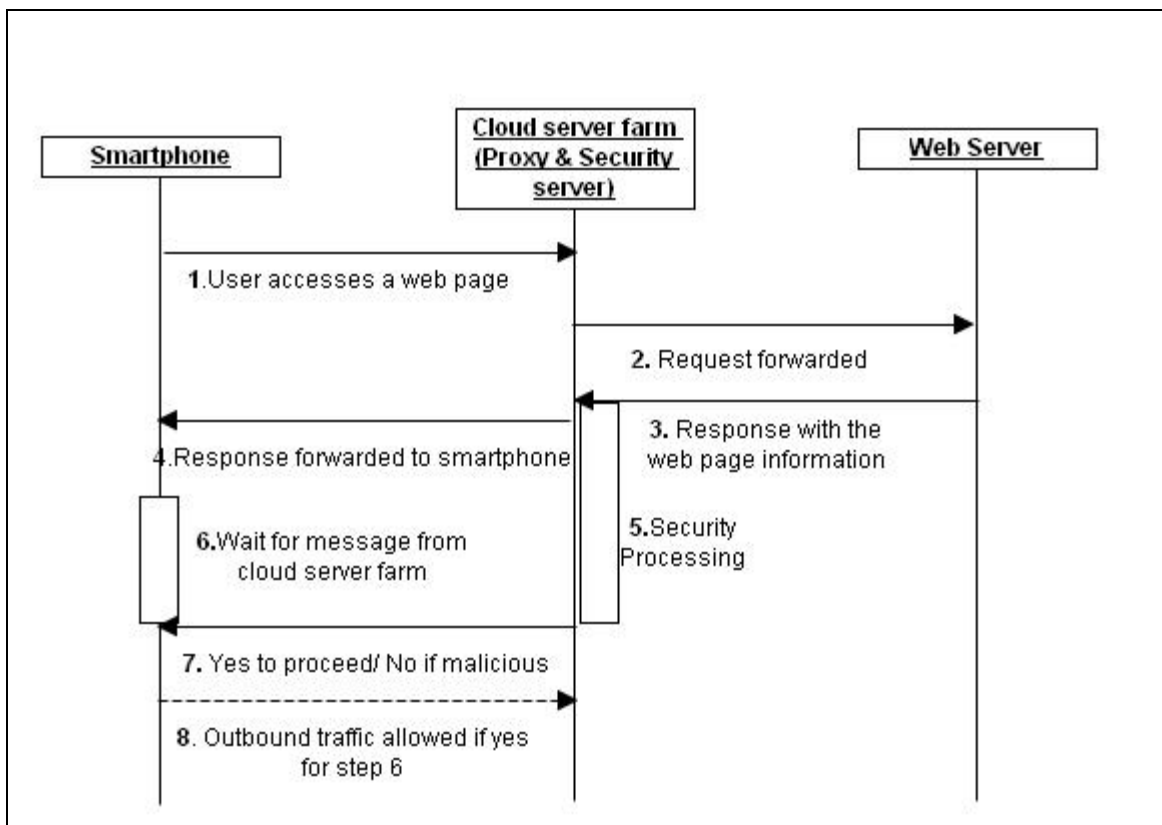 Smartphone
Cloud server farm
(Proxy & Security
server)
Web Server
1.User accesses a web page
2. Request forwarded
3. Response with the
web page information
4.Response forwarded to smartphone
5.Security
Processing
6.Wait for message from
cloud server farm
7. Yes to proceed/ No if malicious
8. Outbound traffic allowed if yes
for step 6